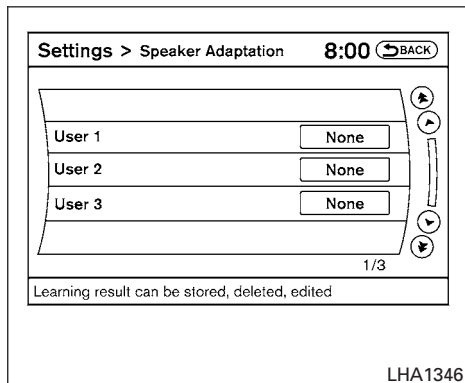 Settings > Speaker Adaptation 8:00 BACK
User 1 None
User 2 None
User 3 None
1/3
Learning result can be stored, deleted, edited
LHA1346